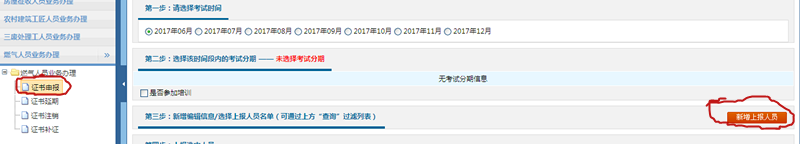 农村建筑工匠人员业务办理
三废处理工人员业务办理
燃气人员业务办理
燃气人员业务办理
证书申报
证书延期
证书注销
证书补证
第一步：请选择考试时间
2017年06月 2017年07月 2017年08月 2017年09月 2017年10月 2017年11月 2017年12月
第二步：选择该时间段内的考试分期 —— 未选择考试分期
无考试分期信息
是否参加培训
第三步：新增编辑信息/选择上报人员名单（可通过上方“查询”过滤列表）
新增上报人员